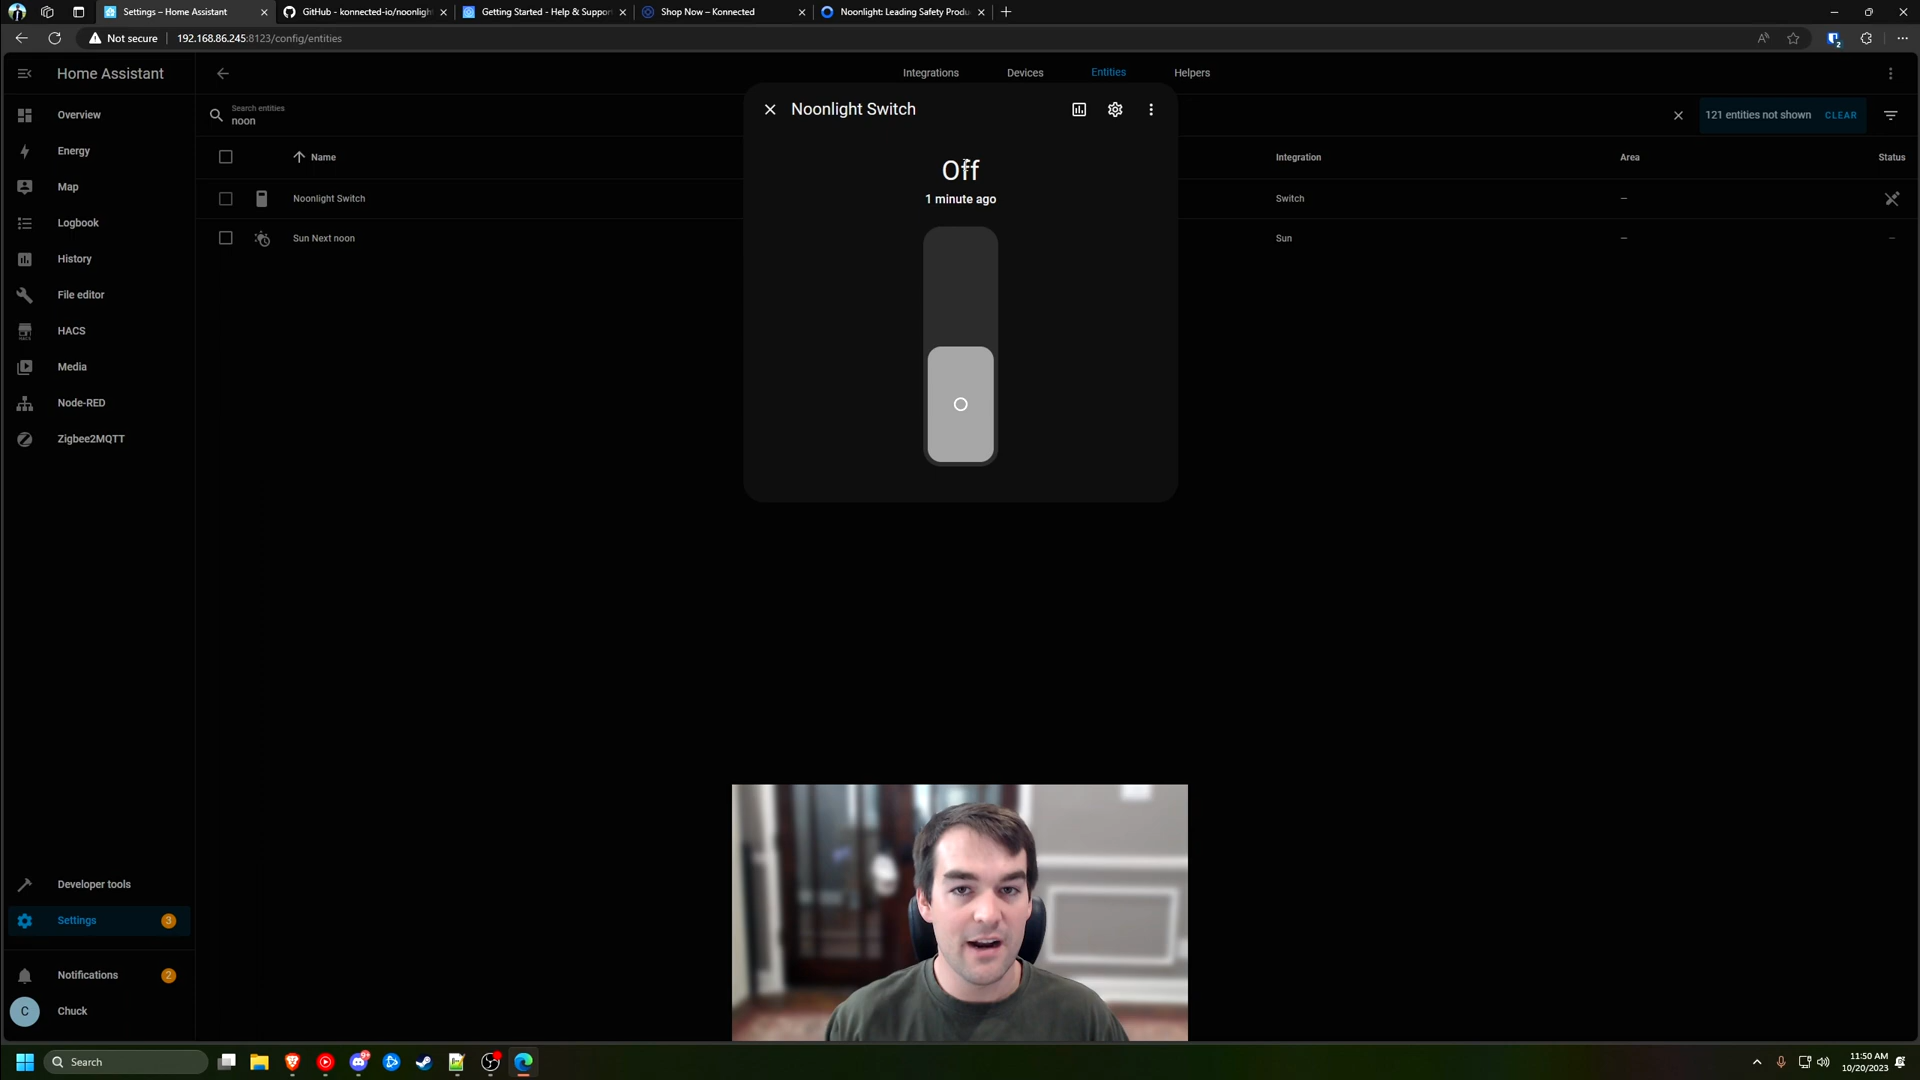 Settings – Home Assistant
GitHub - konnected-io/noonligh
Getting Started - Help & Suppor
Shop Now – Konnected
Noonlight: Leading Safety Produ
Not secure
192.168.86.245:8123/config/entities
2
Home Assistant
Integrations
Devices
Entities
Helpers
Overview
Energy
Map
Logbook
History
File editor
HACS
HACS
Media
Node-RED
Zigbee2MQTT
Developer tools
Settings
3
Notifications
2
C
Chuck
Search entities
noon
121 entities not shown
CLEAR
Name
Integration
Area
Status
Noonlight Switch
Switch
–
Sun Next noon
Sun
–
–
Noonlight Switch
Off
1 minute ago
Search
9+
11:50 AM
10/20/2023